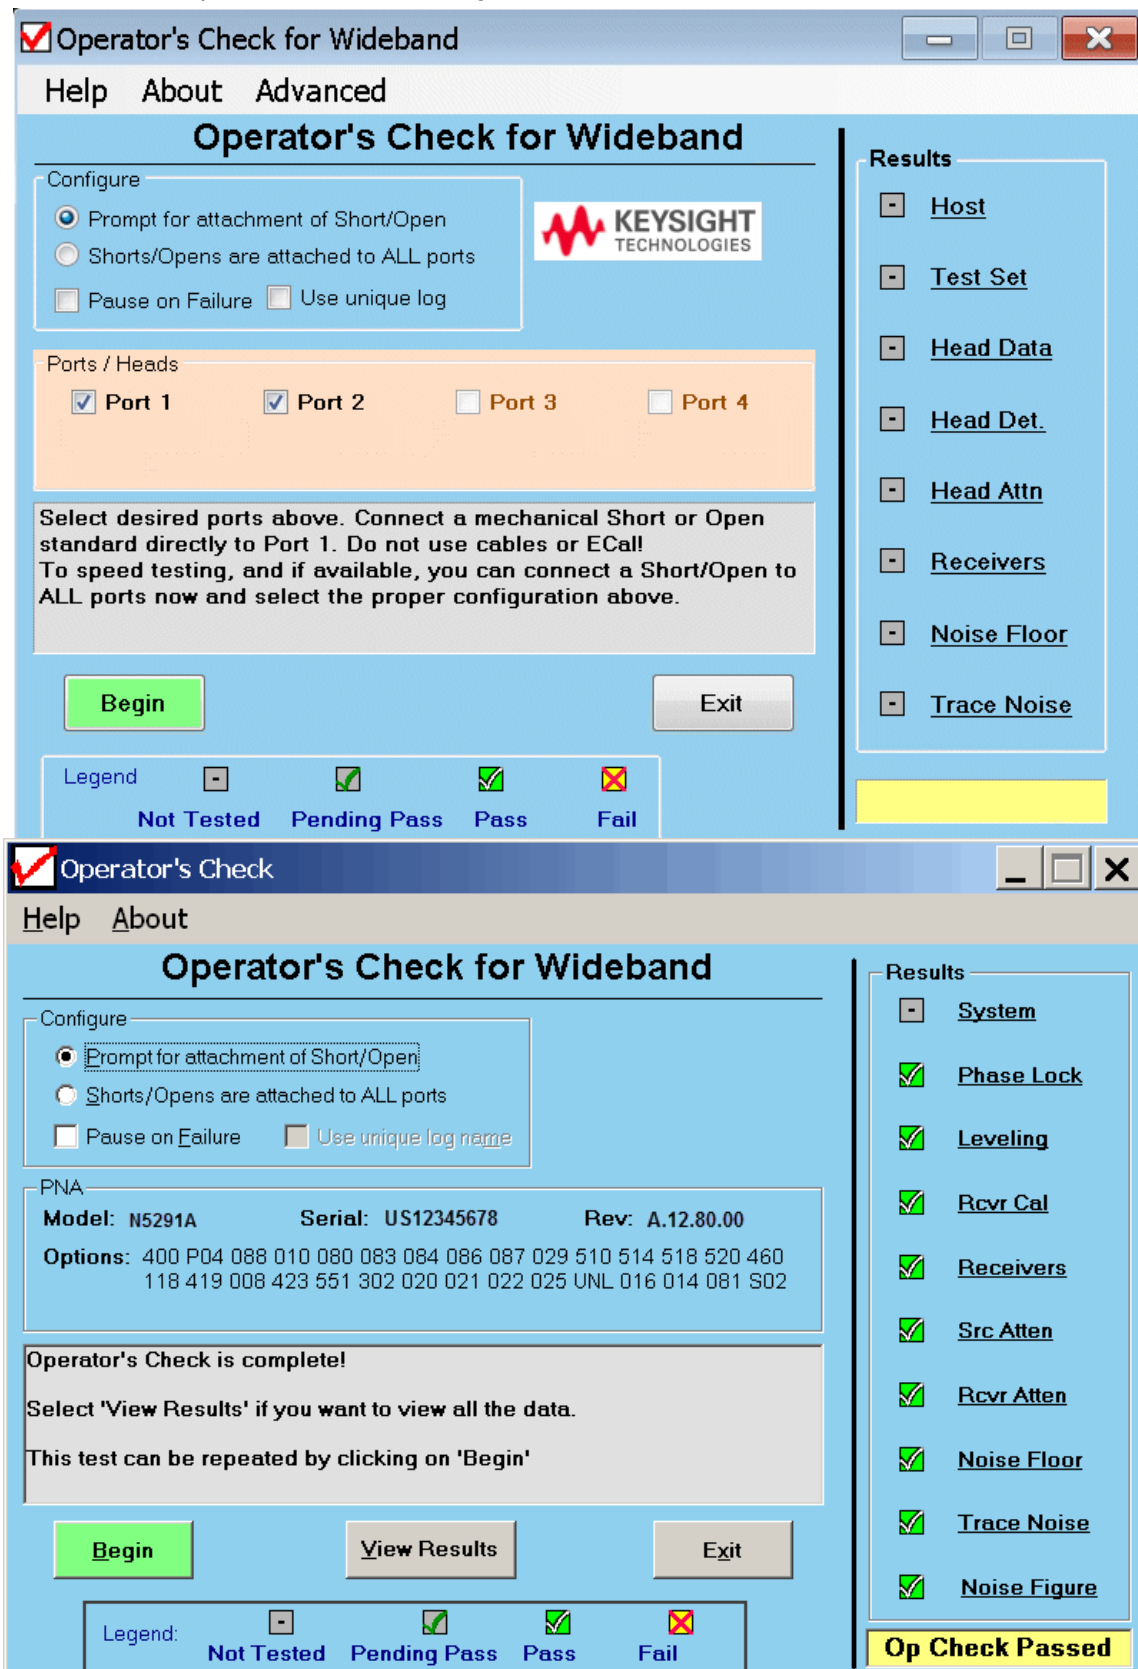 Operator's Check for Wideband
Help About Advanced
Operator's Check for Wideband
Configure
Prompt for attachment of Short/Open
Shorts/Opens are attached to ALL ports
Pause on Failure Use unique log
KEYSIGHT
TECHNOLOGIES
Ports / Heads
Port 1 Port 2 Port 3 Port 4
Select desired ports above. Connect a mechanical Short or Open
standard directly to Port 1. Do not use cables or ECal!
To speed testing, and if available, you can connect a Short/Open to
ALL ports now and select the proper configuration above.
Begin Exit
Legend
Not Tested Pending Pass Pass Fail
Results
Host
Test Set
Head Data
Head Det.
Head Attn
Receivers
Noise Floor
Trace Noise
Operator's Check
Help About
Operator's Check for Wideband
Configure
Prompt for attachment of Short/Open
Shorts/Opens are attached to ALL ports
Pause on Failure Use unique log name
PNA
Model: N5291A Serial: US12345678 Rev: A.12.80.00
Options: 400 P04 088 010 080 083 084 086 087 029 510 514 518 520 460
118 419 008 423 551 302 020 021 022 025 UNL 016 014 081 S02
Operator's Check is complete!
Select 'View Results' if you want to view all the data.
This test can be repeated by clicking on 'Begin'
Begin View Results Exit
Legend:
Not Tested Pending Pass Pass Fail
Results
System
Phase Lock
Leveling
Rcvr Cal
Receivers
Src Atten
Rcvr Atten
Noise Floor
Trace Noise
Noise Figure
Op Check Passed